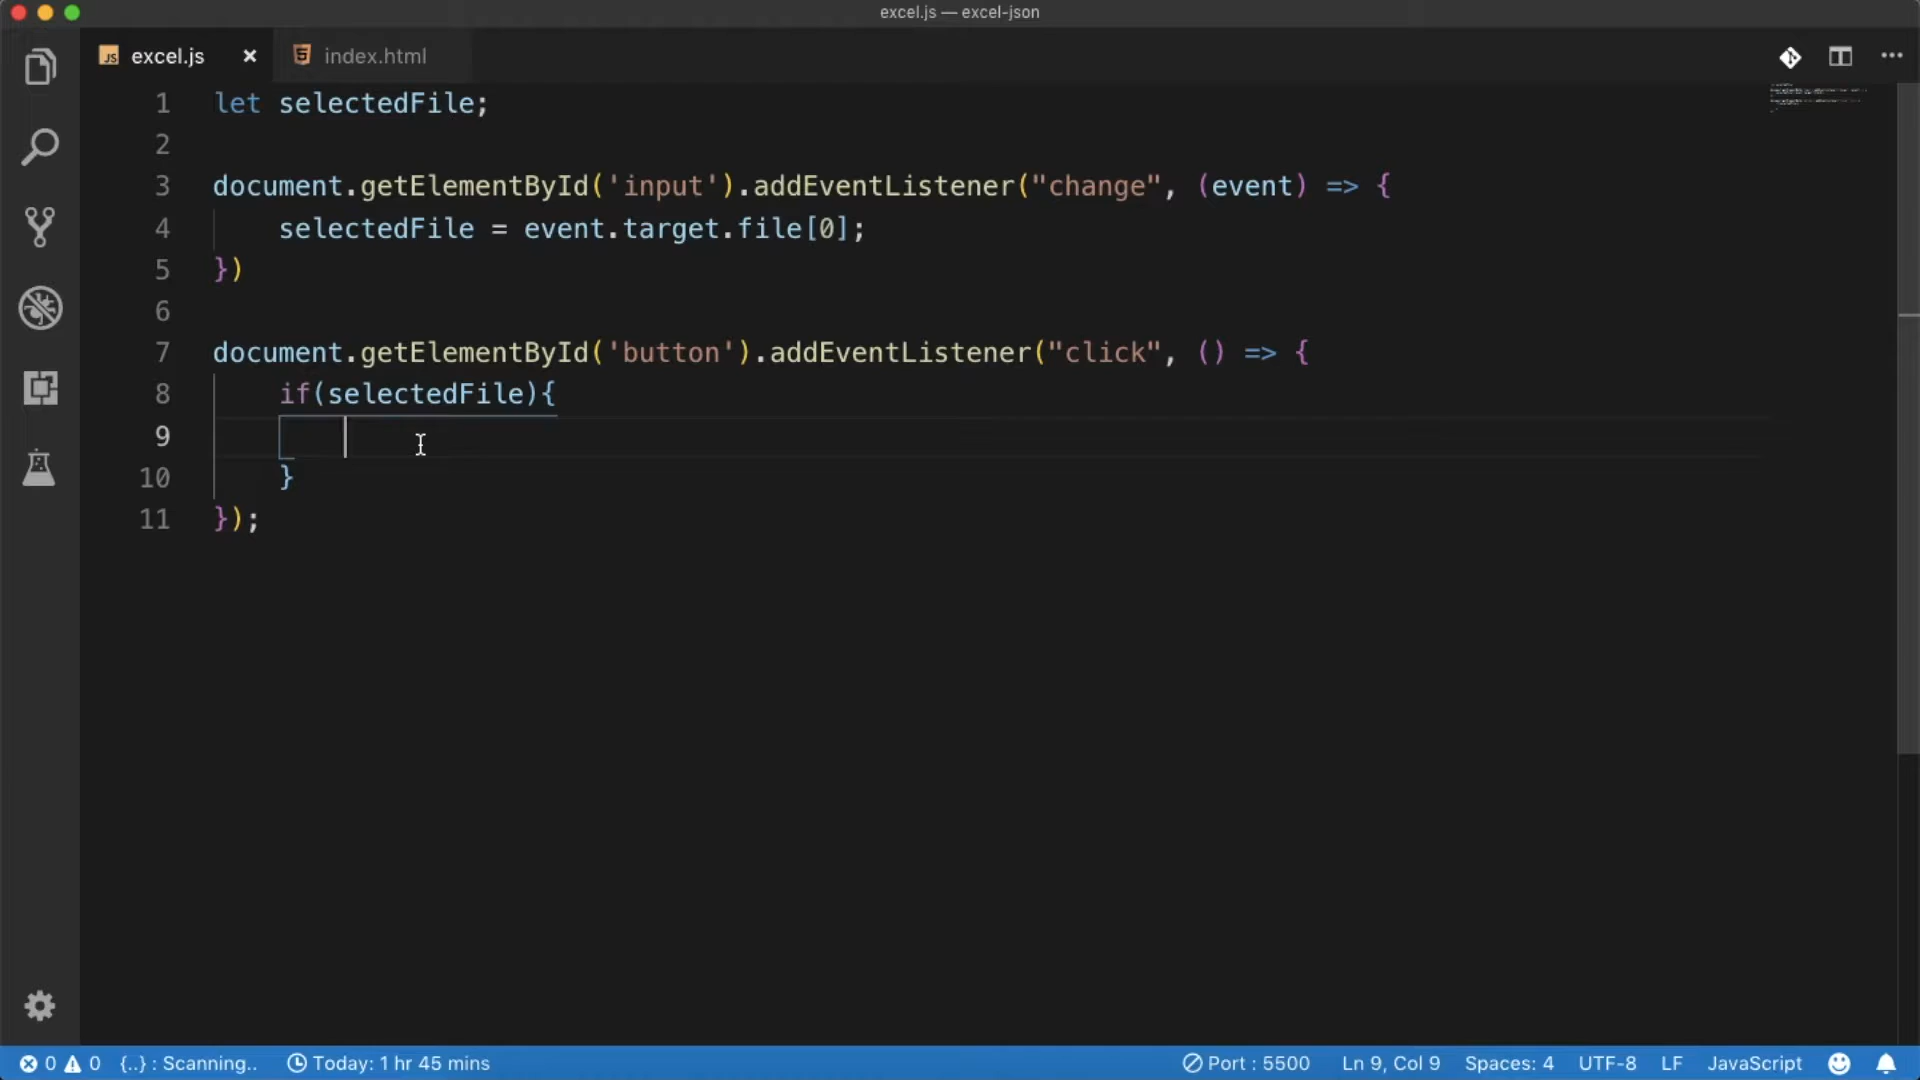 excel.js — excel-json
excel.js
index.html
1 let selectedFile;
2
3 document.getElementById('input').addEventListener("change", (event) => {
4 selectedFile = event.target.file[0];
5 })
6
7 document.getElementById('button').addEventListener("click", () => {
8 if(selectedFile){
9
10 }
11 });
0 0 {..} : Scanning.. Today: 1 hr 45 mins Port : 5500 Ln 9, Col 9 Spaces: 4 UTF-8 LF JavaScript